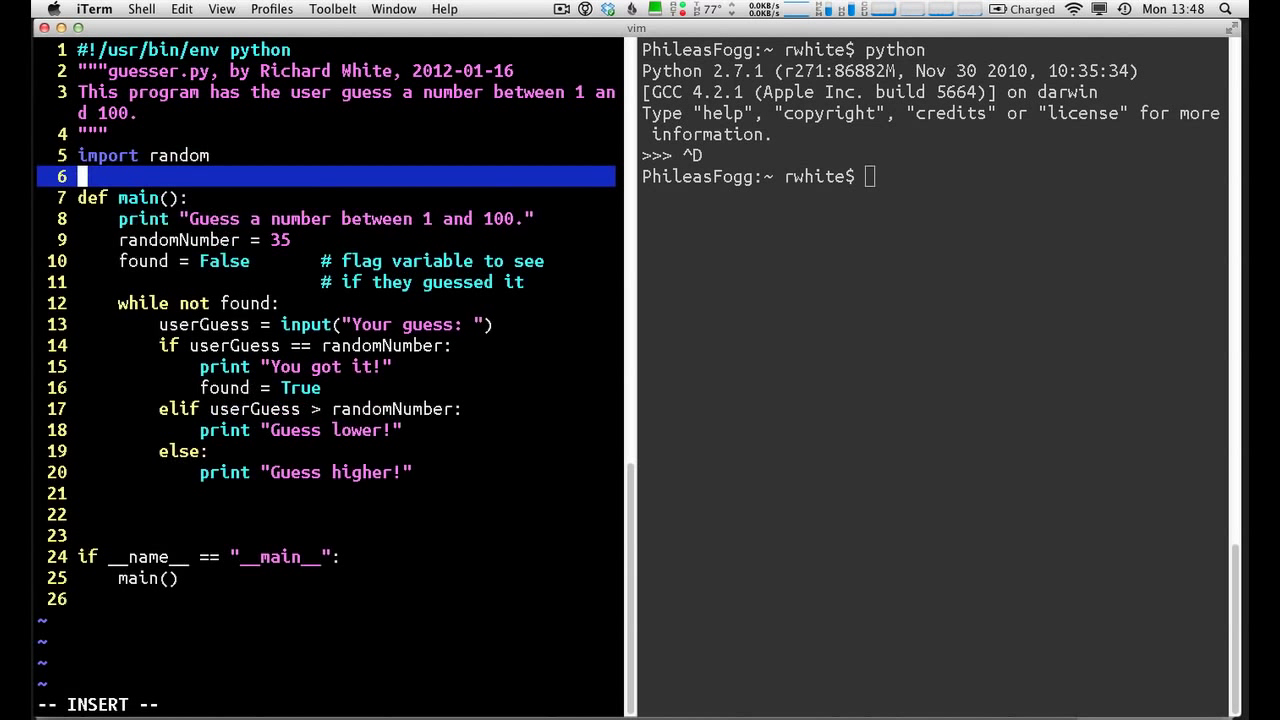 iTerm Shell Edit View Profiles Toolbelt Window Help 77° 0.0KB/s 0.0KB/s Charged Mon 13:48
vim
1 #!/usr/bin/env python
2 """guesser.py, by Richard White, 2012-01-16
3 This program has the user guess a number between 1 an
d 100.
4 """
5 import random
6
7 def main():
8     print "Guess a number between 1 and 100."
9     randomNumber = 35
10     found = False       # flag variable to see
11                         # if they guessed it
12     while not found:
13         userGuess = input("Your guess: ")
14         if userGuess == randomNumber:
15             print "You got it!"
16             found = True
17         elif userGuess > randomNumber:
18             print "Guess lower!"
19         else:
20             print "Guess higher!"
21
22
23
24 if __name__ == "__main__":
25     main()
26
~
~
~
~
-- INSERT --
PhileasFogg:~ rwhite$ python
Python 2.7.1 (r271:86882M, Nov 30 2010, 10:35:34)
[GCC 4.2.1 (Apple Inc. build 5664)] on darwin
Type "help", "copyright", "credits" or "license" for more
 information.
>>> ^D
PhileasFogg:~ rwhite$